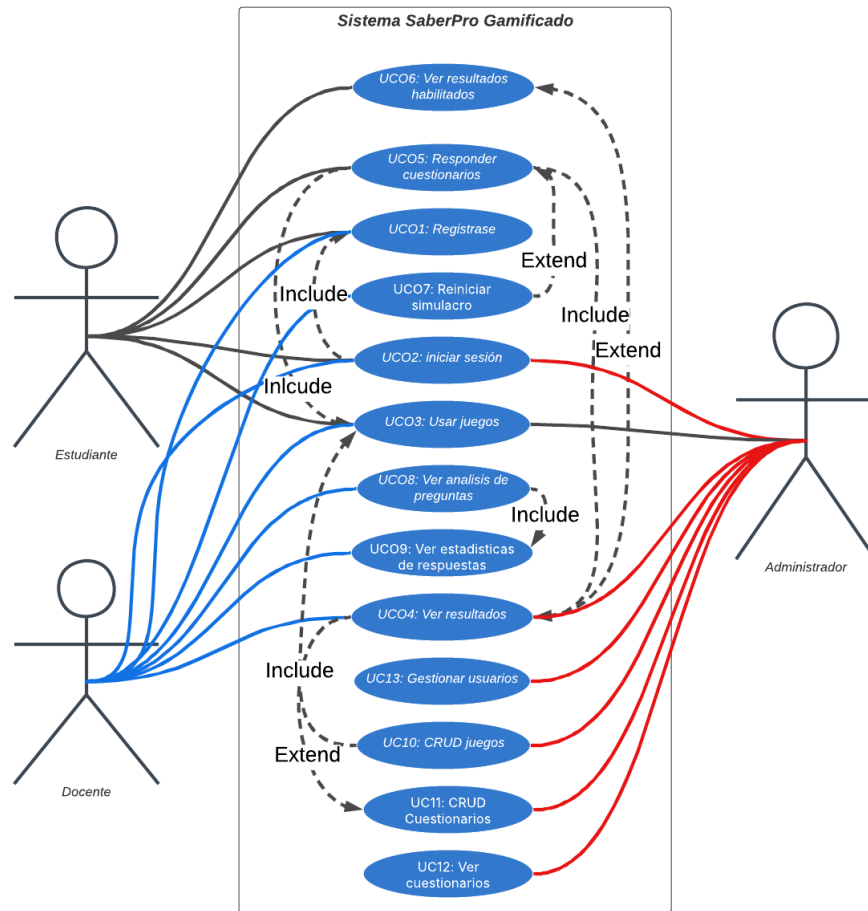 Sistema SaberPro Gamificado
UCO6: Ver resultados
habilitados
UCO5: Responder
cuestionarios
UCO1: Registrase
Extend
UCO7: Reiniciar
simulacro
Include
Include
UCO2: iniciar sesión
Extend
Inlcude
UCO3: Usar juegos
Estudiante
UCO8: Ver analisis de
preguntas
Include
UCO9: Ver estadisticas
de respuestas
Administrador
UCO4: Ver resultados
Include
UC13: Gestionar usuarios
UC10: CRUD juegos
Extend
Docente
UC11: CRUD
Cuestionarios
UC12: Ver
cuestionarios